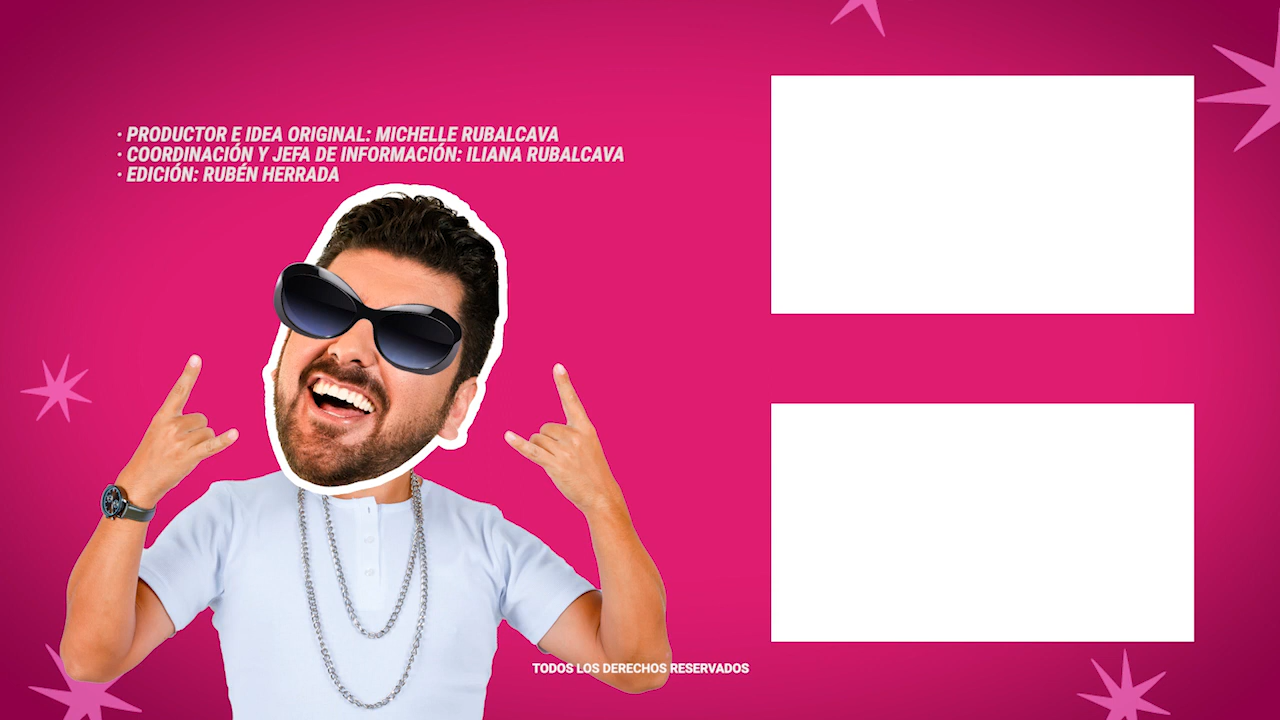 · PRODUCTOR E IDEA ORIGINAL: MICHELLE RUBALCAVA
· COORDINACIÓN Y JEFA DE INFORMACIÓN: ILIANA RUBALCAVA
· EDICIÓN: RUBÉN HERRADA
TODOS LOS DERECHOS RESERVADOS